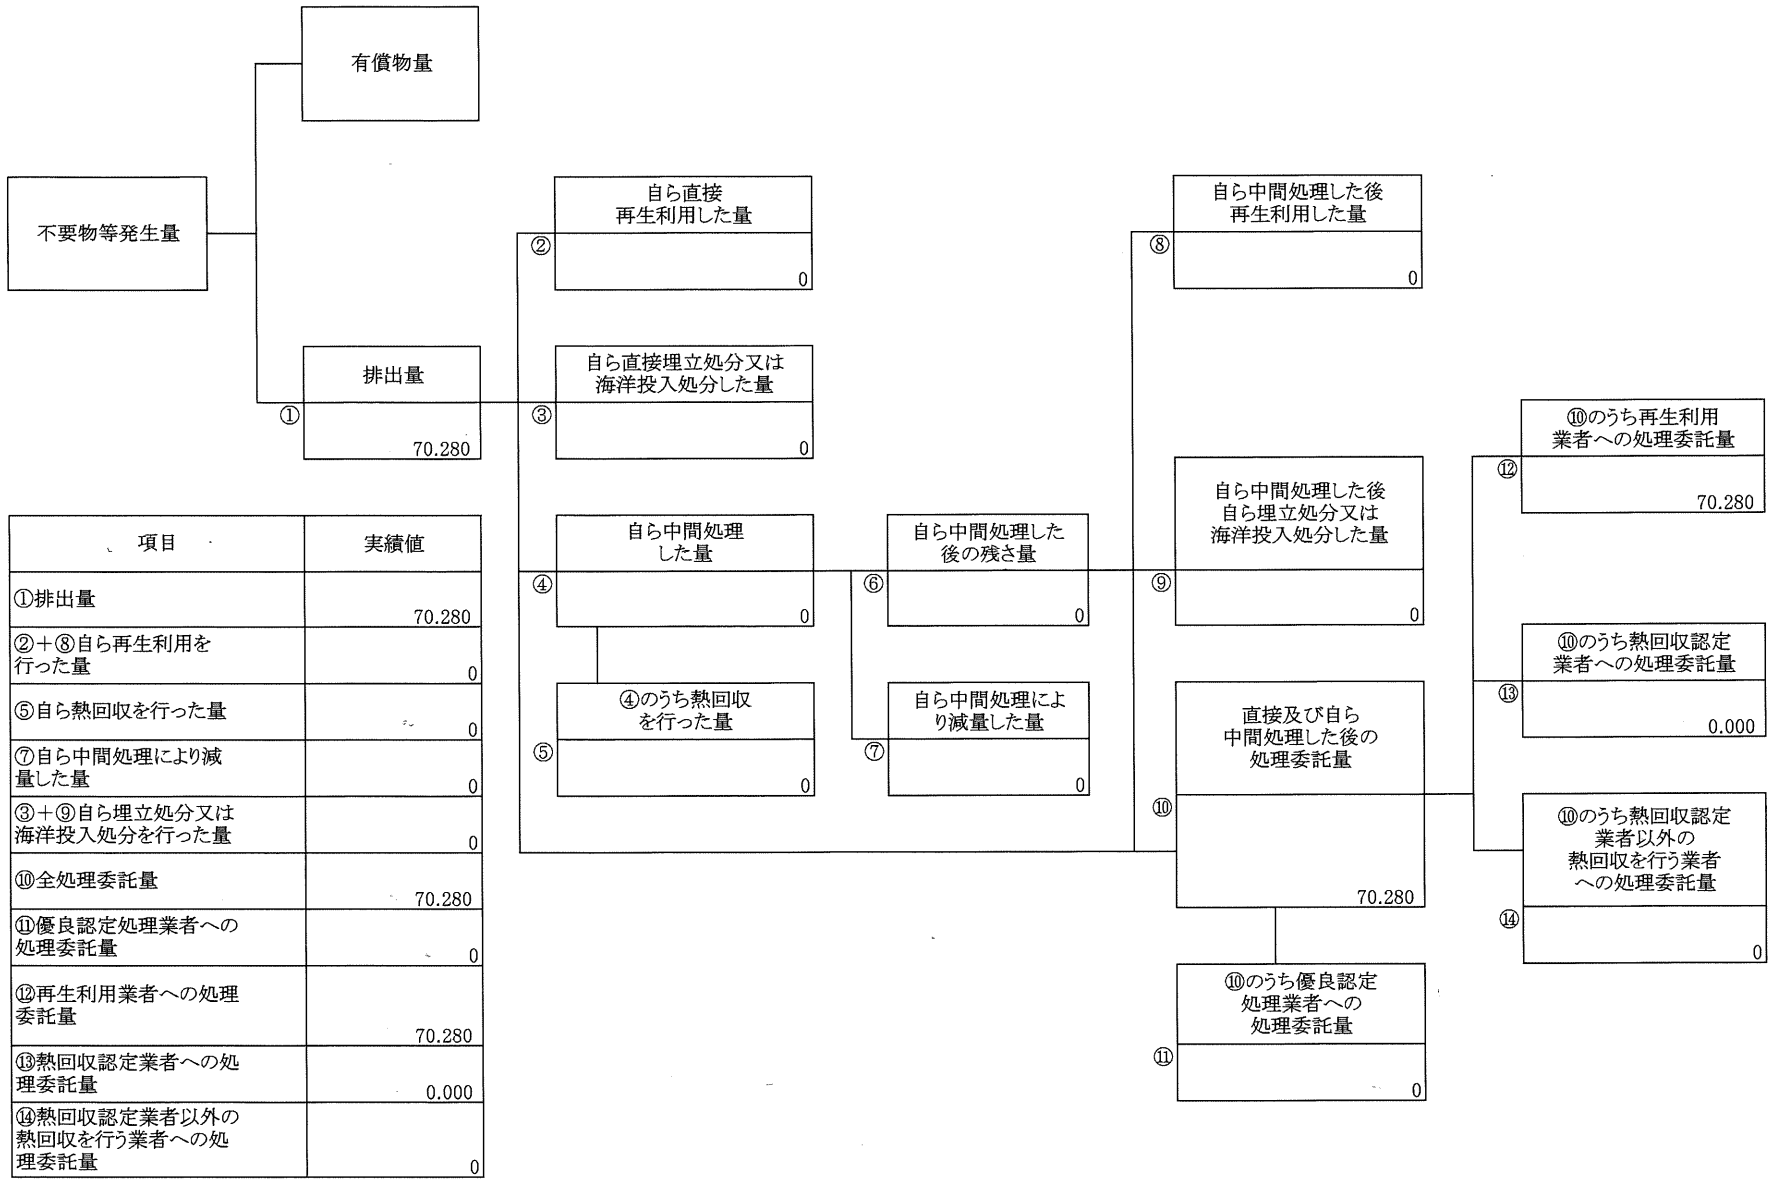 有償物量
不要物等発生量
排出量
①
70.280
自ら直接
再生利用した量
②
0
自ら直接埋立処分又は
海洋投入処分した量
③
0
自ら中間処理
した量
④
0
④のうち熱回収
を行った量
⑤
0
自ら中間処理した
後の残さ量
⑥
0
自ら中間処理によ
り減量した量
⑦
0
自ら中間処理した後
再生利用した量
⑧
0
自ら中間処理した後
自ら埋立処分又は
海洋投入処分した量
⑨
0
直接及び自ら
中間処理した後の
処理委託量
⑩
70.280
⑩のうち優良認定
処理業者への
処理委託量
⑪
0
⑩のうち再生利用
業者への処理委託量
⑫
70.280
⑩のうち熱回収認定
業者への処理委託量
⑬
0.000
⑩のうち熱回収認定
業者以外の
熱回収を行う業者
への処理委託量
⑭
0
項目 実績値
①排出量
70.280
②＋⑧自ら再生利用を
行った量
0
⑤自ら熱回収を行った量
0
⑦自ら中間処理により減
量した量
0
③＋⑨自ら埋立処分又は
海洋投入処分を行った量
0
⑩全処理委託量
70.280
⑪優良認定処理業者への
処理委託量
0
⑫再生利用業者への処理
委託量
70.280
⑬熱回収認定業者への処
理委託量
0.000
⑭熱回収認定業者以外の
熱回収を行う業者への処
理委託量
0